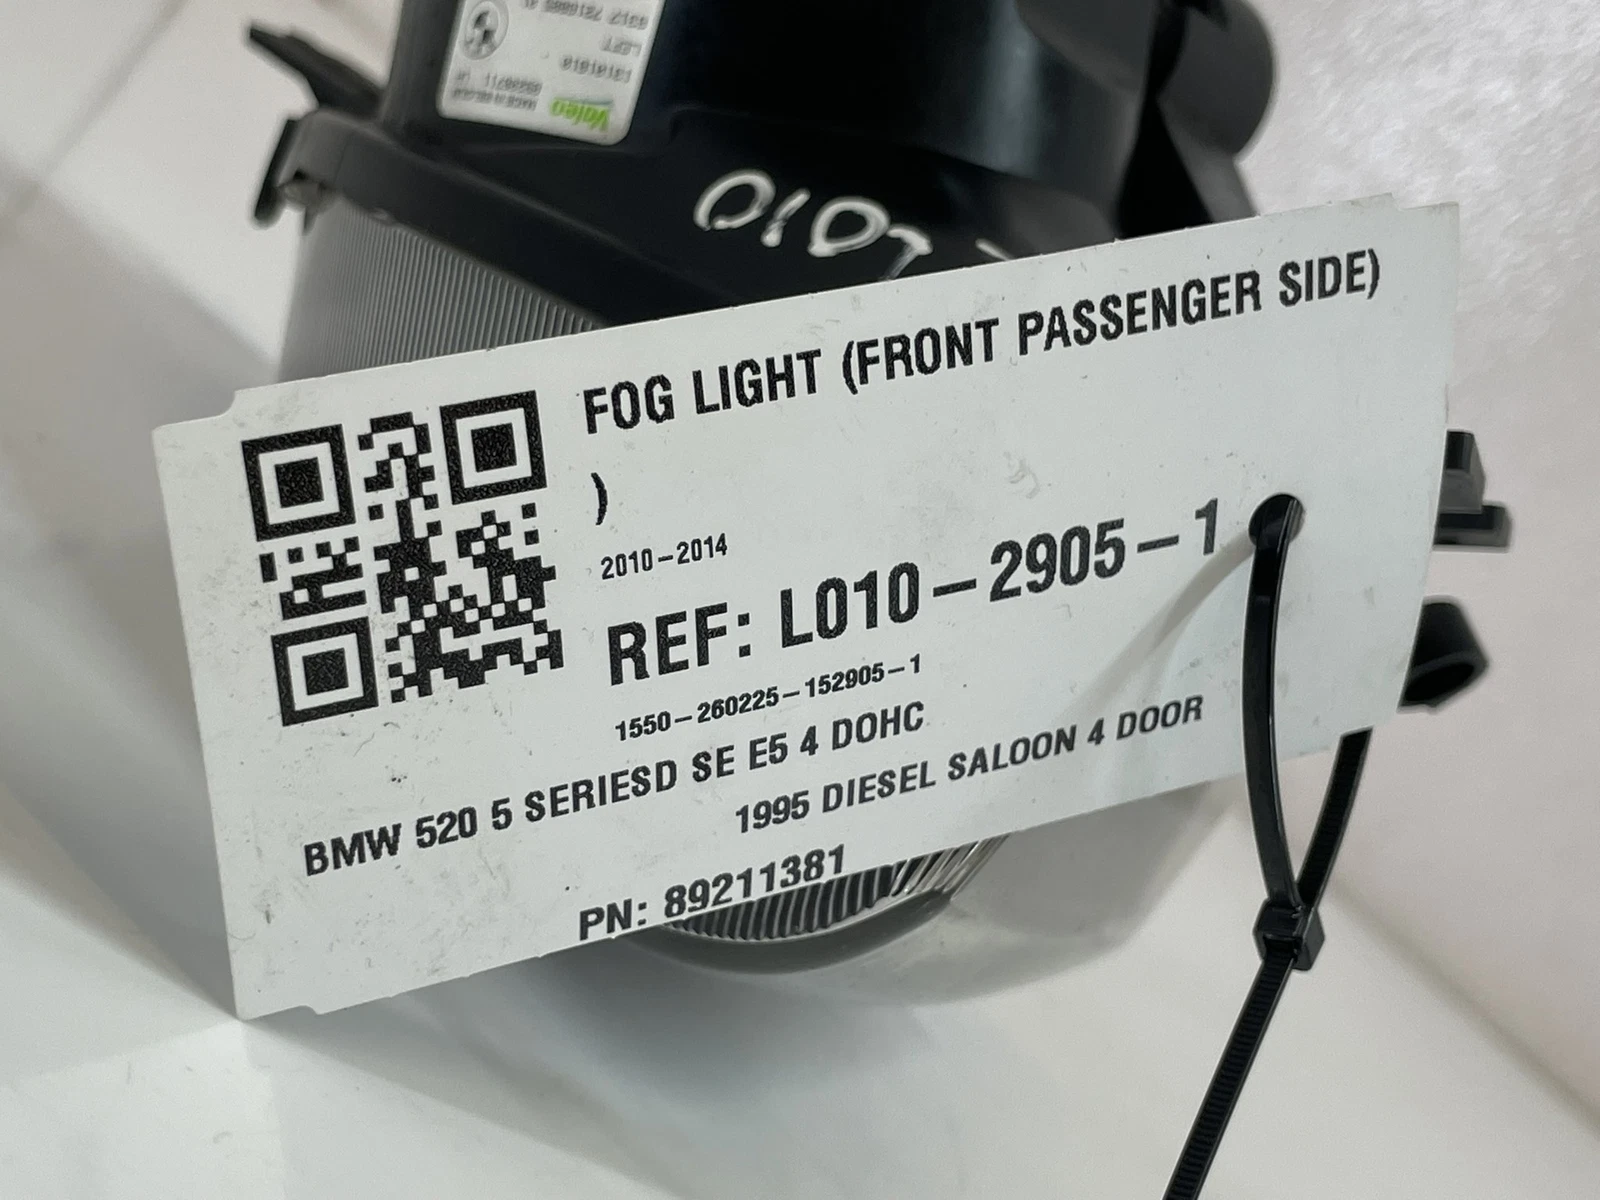 Valeo
LEFT
0101
FOG LIGHT (FRONT PASSENGER SIDE)
)
2010-2014
REF: L010-2905-1
1550-260225-152905-1
BMW 520 5 SERIESD SE E5 4 DOHC
1995 DIESEL SALOON 4 DOOR
PN: 89211381